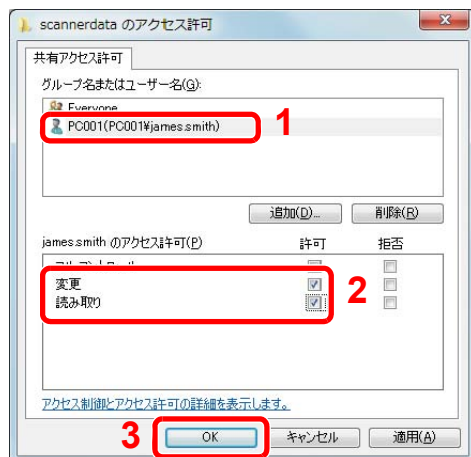 scannerdata のアクセス許可
共有アクセス許可
グループ名またはユーザー名(G):
Everyone
PC001(PC001¥james.smith)
1
追加(D)...
削除(R)
james.smith のアクセス許可(P)
許可
拒否
変更
読み取り
2
アクセス制御とアクセス許可の詳細を表示します。
3
OK
キャンセル
適用(A)